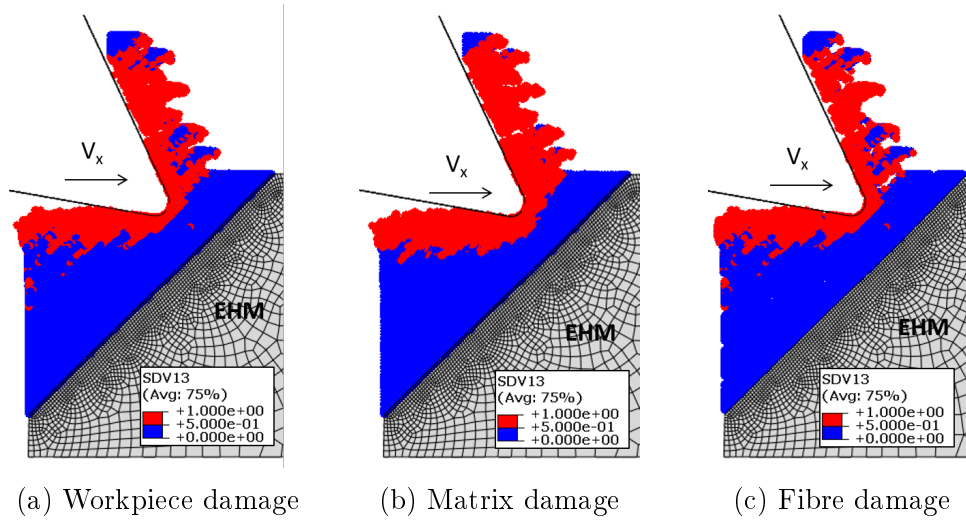 Vx
EHM
SDV13
(Avg: 75%)
+1.000e+00
+5.000e-01
+0.000e+00
(a) Workpiece damage
Vx
EHM
SDV13
(Avg: 75%)
+1.000e+00
+5.000e-01
+0.000e+00
(b) Matrix damage
Vx
EHM
SDV13
(Avg: 75%)
+1.000e+00
+5.000e-01
+0.000e+00
(c) Fibre damage